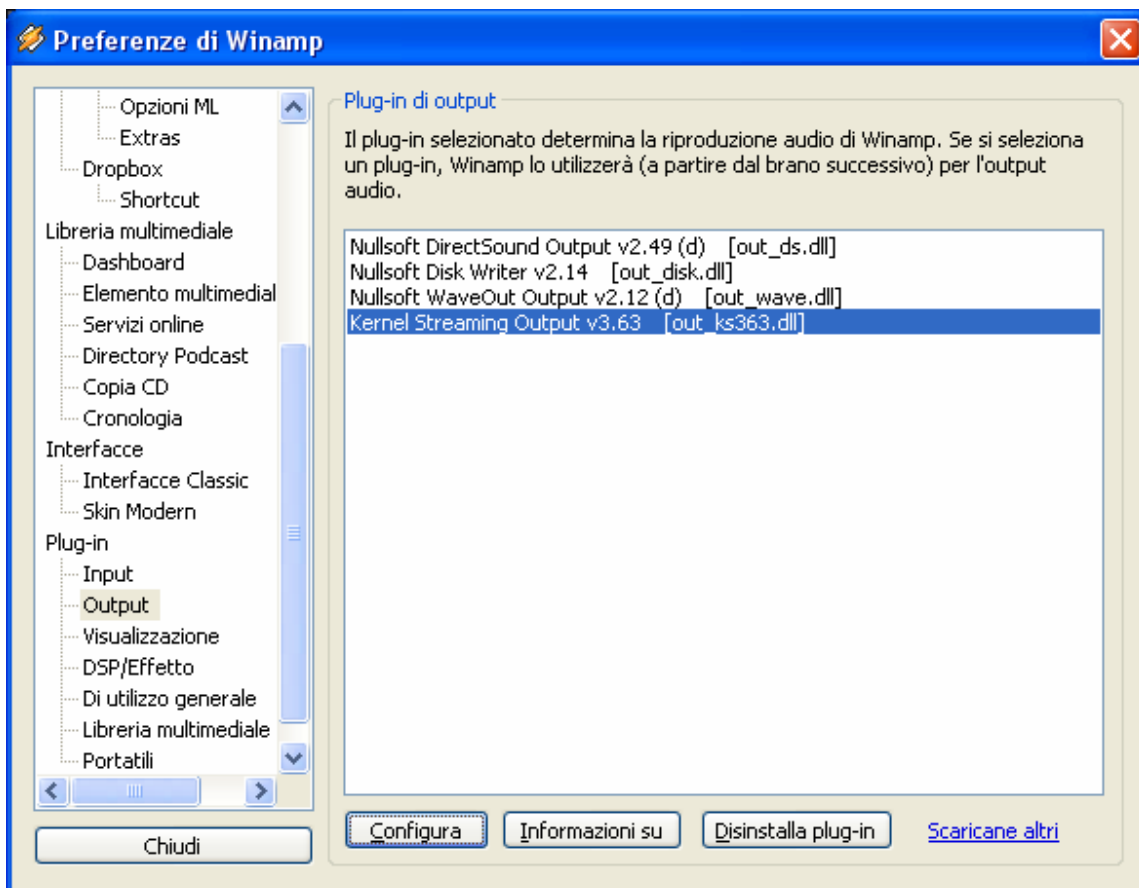 Preferenze di Winamp
Opzioni ML
Extras
Dropbox
Shortcut
Libreria multimediale
Dashboard
Elemento multimedial
Servizi online
Directory Podcast
Copia CD
Cronologia
Interfacce
Interfacce Classic
Skin Modern
Plug-in
Input
Output
Visualizzazione
DSP/Effetto
Di utilizzo generale
Libreria multimediale
Portatili
Chiudi
Plug-in di output
Il plug-in selezionato determina la riproduzione audio di Winamp. Se si seleziona
un plug-in, Winamp lo utilizzerà (a partire dal brano successivo) per l'output
audio.
Nullsoft DirectSound Output v2.49 (d) [out_ds.dll]
Nullsoft Disk Writer v2.14 [out_disk.dll]
Nullsoft WaveOut Output v2.12 (d) [out_wave.dll]
Kernel Streaming Output v3.63 [out_ks363.dll]
Configura
Informazioni su
Disinstalla plug-in
Scaricane altri